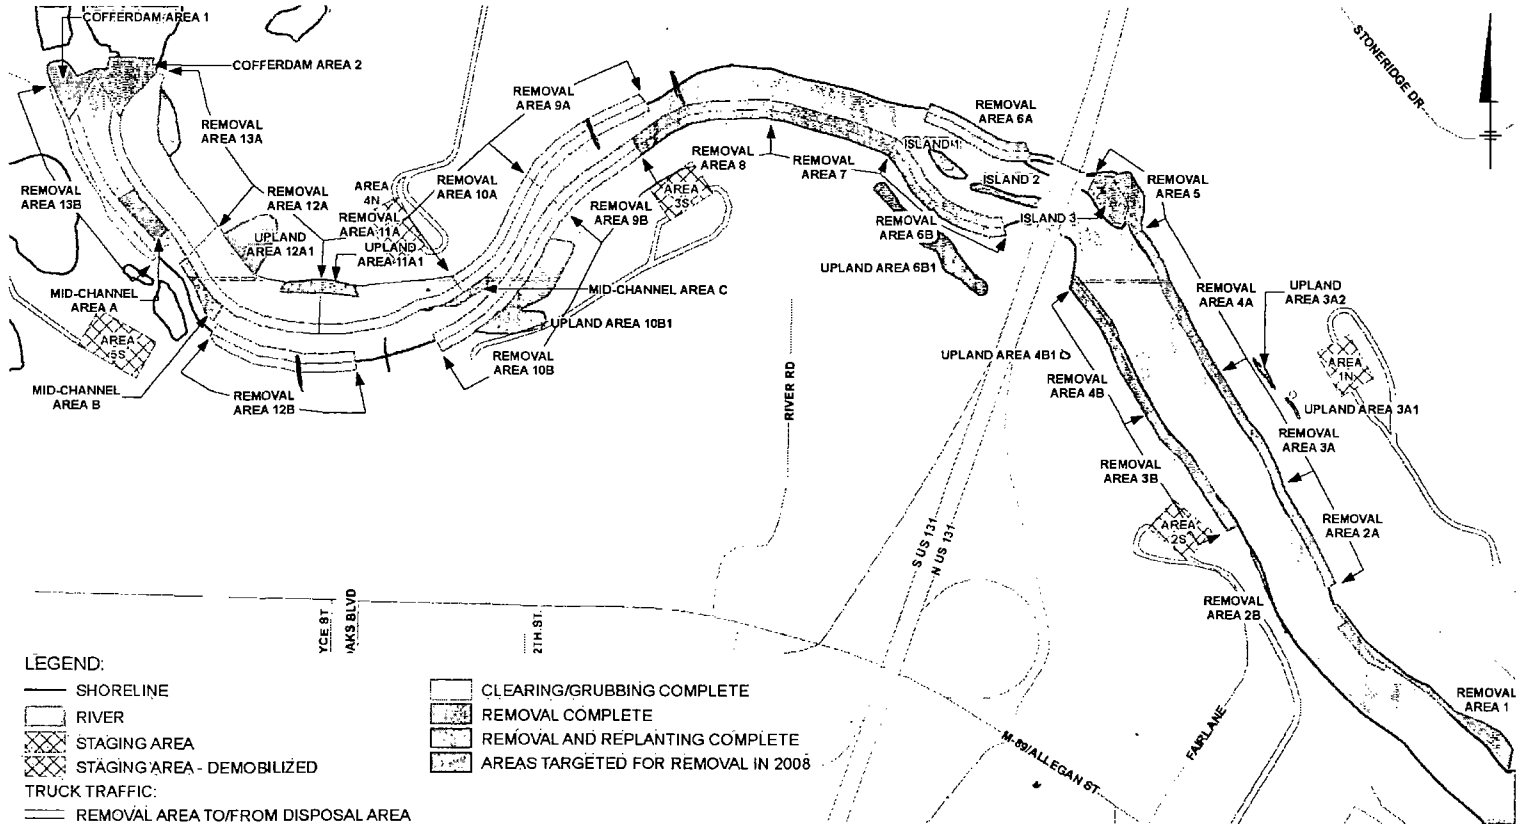 COFFERDAM AREA 1
COFFERDAM AREA 2
REMOVAL
AREA 13A
REMOVAL
AREA 13B
REMOVAL
AREA 12A
UPLAND
AREA 12A1
AREA
4N
REMOVAL
AREA 11A
UPLAND
AREA 11A1
REMOVAL
AREA 10A
REMOVAL
AREA 9A
REMOVAL
AREA 9B
AREA
3S
REMOVAL
AREA 8
REMOVAL
AREA 7
REMOVAL
AREA 6A
ISLAND 1
ISLAND 2
ISLAND 3
REMOVAL
AREA 6B
UPLAND AREA 6B1
REMOVAL
AREA 5
STONERIDGE DR
MID-CHANNEL
AREA A
AREA
5S
MID-CHANNEL
AREA B
REMOVAL
AREA 12B
MID-CHANNEL AREA C
UPLAND AREA 10B1
REMOVAL
AREA 10B
RIVER RD
REMOVAL
AREA 4A
UPLAND
AREA 3A2
AREA
1N
UPLAND AREA 3A1
UPLAND AREA 4B1
REMOVAL
AREA 4B
REMOVAL
AREA 3A
REMOVAL
AREA 3B
REMOVAL
AREA 2A
AREA
2S
REMOVAL
AREA 2B
REMOVAL
AREA 1
S US 131
N US 131
YCE ST
AKS BLVD
2TH ST.
M-89/ALLEGAN ST
FAIRLANE
LEGEND:
SHORELINE
RIVER
STAGING AREA
STAGING AREA - DEMOBILIZED
TRUCK TRAFFIC:
REMOVAL AREA TO/FROM DISPOSAL AREA
CLEARING/GRUBBING COMPLETE
REMOVAL COMPLETE
REMOVAL AND REPLANTING COMPLETE
AREAS TARGETED FOR REMOVAL IN 2008